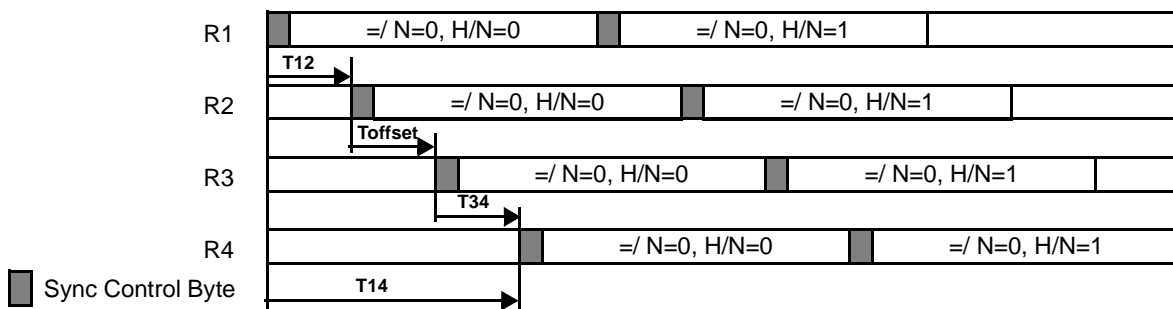 R1 =/ N=0, H/N=0 =/ N=0, H/N=1
T12
R2 =/ N=0, H/N=0 =/ N=0, H/N=1
Toffset
R3 =/ N=0, H/N=0 =/ N=0, H/N=1
T34
R4 =/ N=0, H/N=0 =/ N=0, H/N=1
Sync Control Byte T14